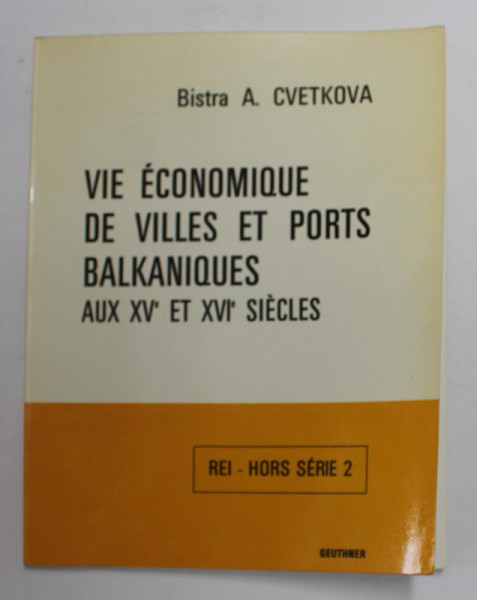 Bistra A. CVETKOVA
VIE ÉCONOMIQUE
DE VILLES ET PORTS
BALKANIQUES
AUX XVᵉ ET XVIᵉ SIÈCLES
REI - HORS SÉRIE 2
GEUTHNER